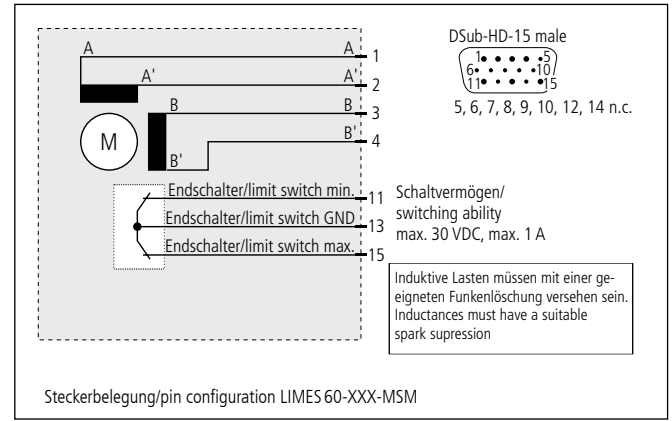 A A 1
A' A' 2
B B 3
B' B' 4
M
Endschalter/limit switch min. 11
Endschalter/limit switch GND 13
Endschalter/limit switch max. 15
DSub-HD-15 male
1 5
6 10
11 15
5, 6, 7, 8, 9, 10, 12, 14 n.c.
Schaltvermögen/
switching ability
max. 30 VDC, max. 1 A
Induktive Lasten müssen mit einer ge-
eigneten Funkenlöschung versehen sein.
Inductances must have a suitable
spark supression
Steckerbelegung/pin configuration LIMES 60-XXX-MSM